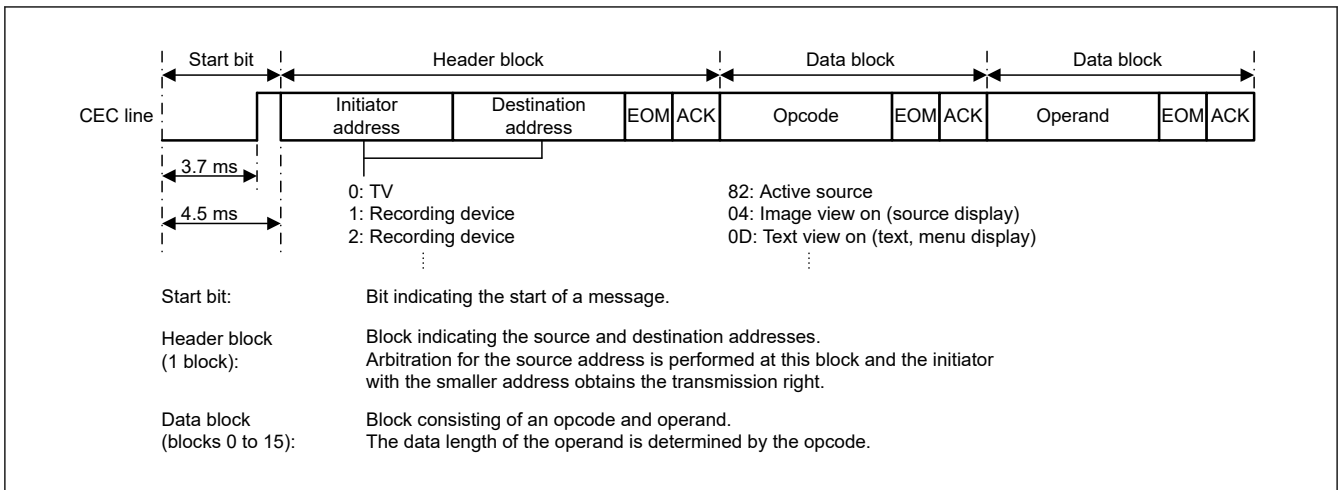 Start bit Header block Data block Data block
CEC line
Initiator address Destination address EOM ACK Opcode EOM ACK Operand EOM ACK
3.7 ms
4.5 ms
0: TV
1: Recording device
2: Recording device
82: Active source
04: Image view on (source display)
0D: Text view on (text, menu display)
Start bit: Bit indicating the start of a message.
Header block Block indicating the source and destination addresses.
(1 block): Arbitration for the source address is performed at this block and the initiator
with the smaller address obtains the transmission right.
Data block Block consisting of an opcode and operand.
(blocks 0 to 15): The data length of the operand is determined by the opcode.